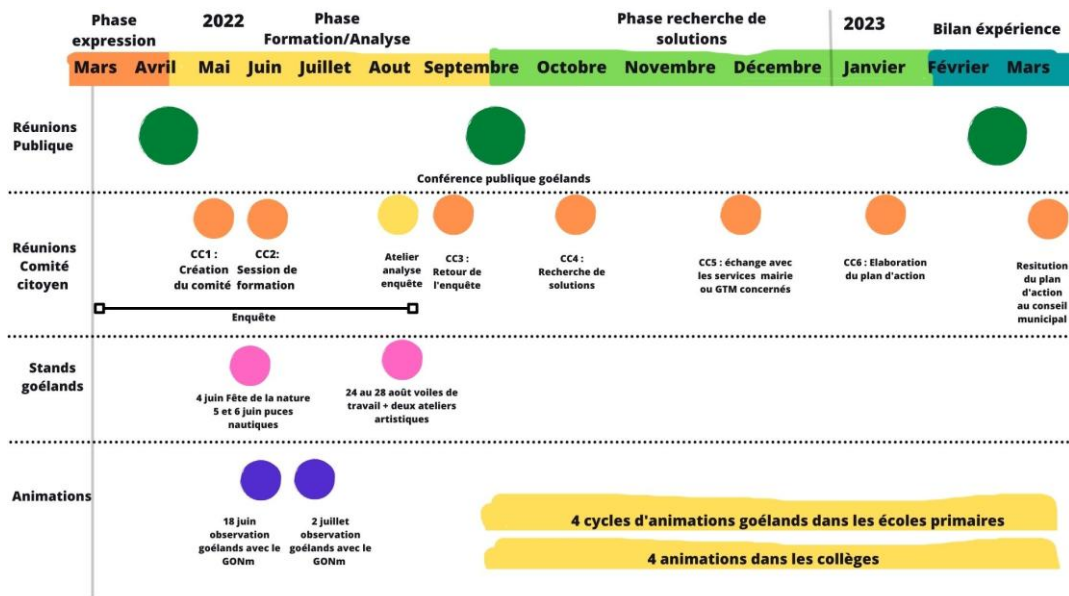 Phase
expression
2022
Phase
Formation/Analyse
Phase recherche de
solutions
2023
Bilan éxpérience
Mars Avril Mai Juin Juillet Aout Septembre Octobre Novembre Décembre Janvier Février Mars
Réunions
Publique
Conférence publique goélands
Réunions
Comité
citoyen
CC1 :
Création
du comité
CC2:
Session de
formation
Atelier
analyse
enquête
CC3 :
Retour de
l'enquête
CC4 :
Recherche de
solutions
CC5 : échange avec
les services mairie
ou GTM concernés
CC6 : Elaboration
du plan d'action
Resitution
du plan
d'action
au conseil
municipal
Enquête
Stands
goélands
4 juin Fête de la nature
5 et 6 juin puces
nautiques
24 au 28 août voiles de
travail + deux ateliers
artistiques
Animations
18 juin
observation
goélands avec le
GONm
2 juillet
observation
goélands avec le
GONm
4 cycles d'animations goélands dans les écoles primaires
4 animations dans les collèges